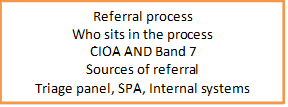 Referral process
Who sits in the process
CIOA AND Band 7
Sources of referral
Triage panel, SPA, Internal systems